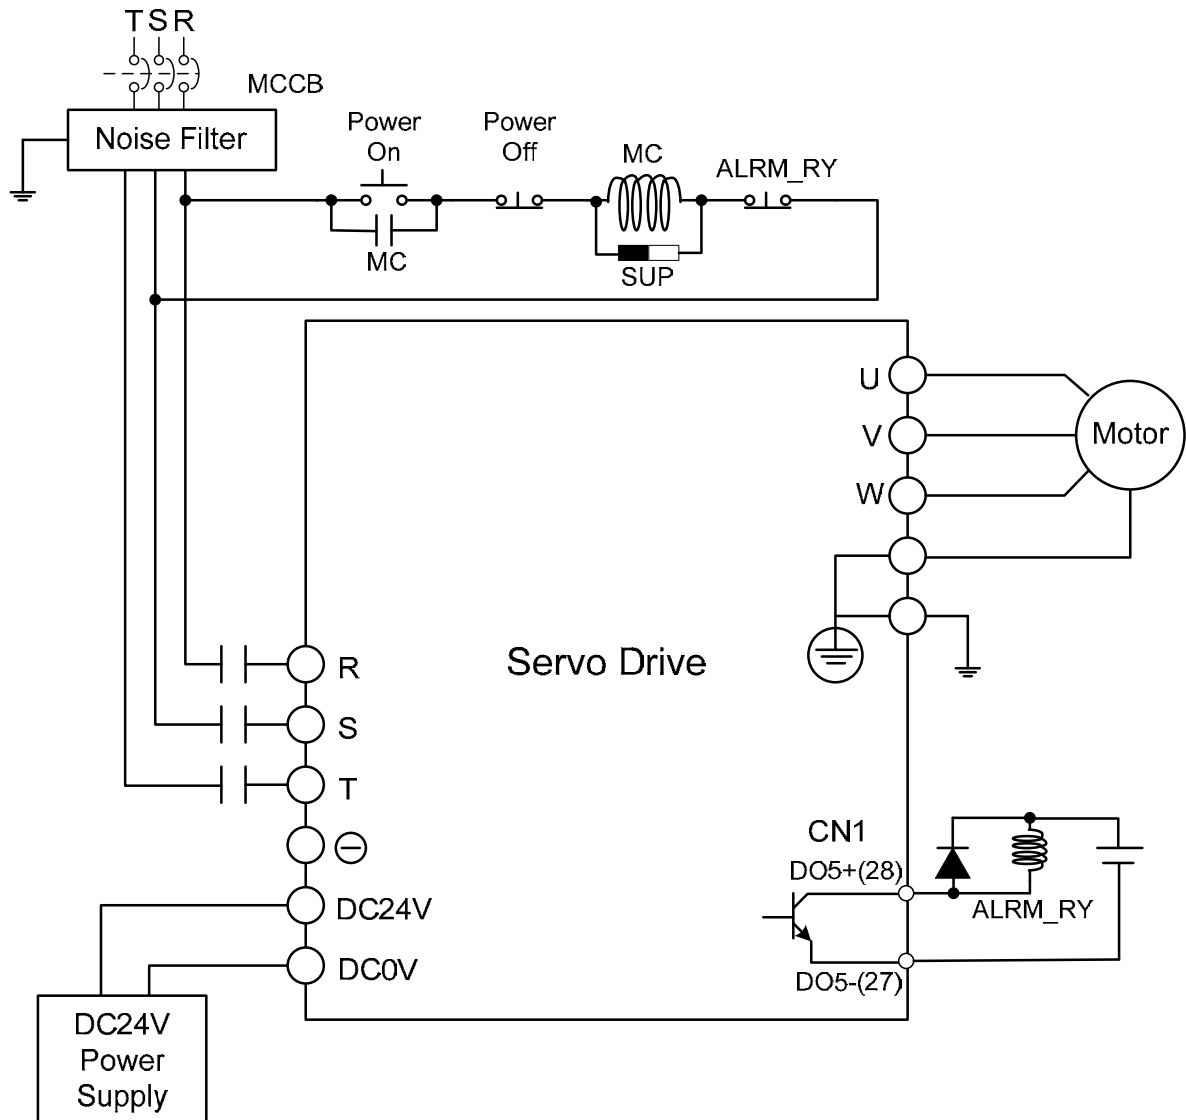 T S R
MCCB
Noise Filter
Power
On
Power
Off
MC
ALRM_RY
MC
SUP
U
V
W
Motor
Servo Drive
R
S
T
CN1
DO5+(28)
ALRM_RY
DC24V
DC0V
DO5-(27)
DC24V
Power
Supply